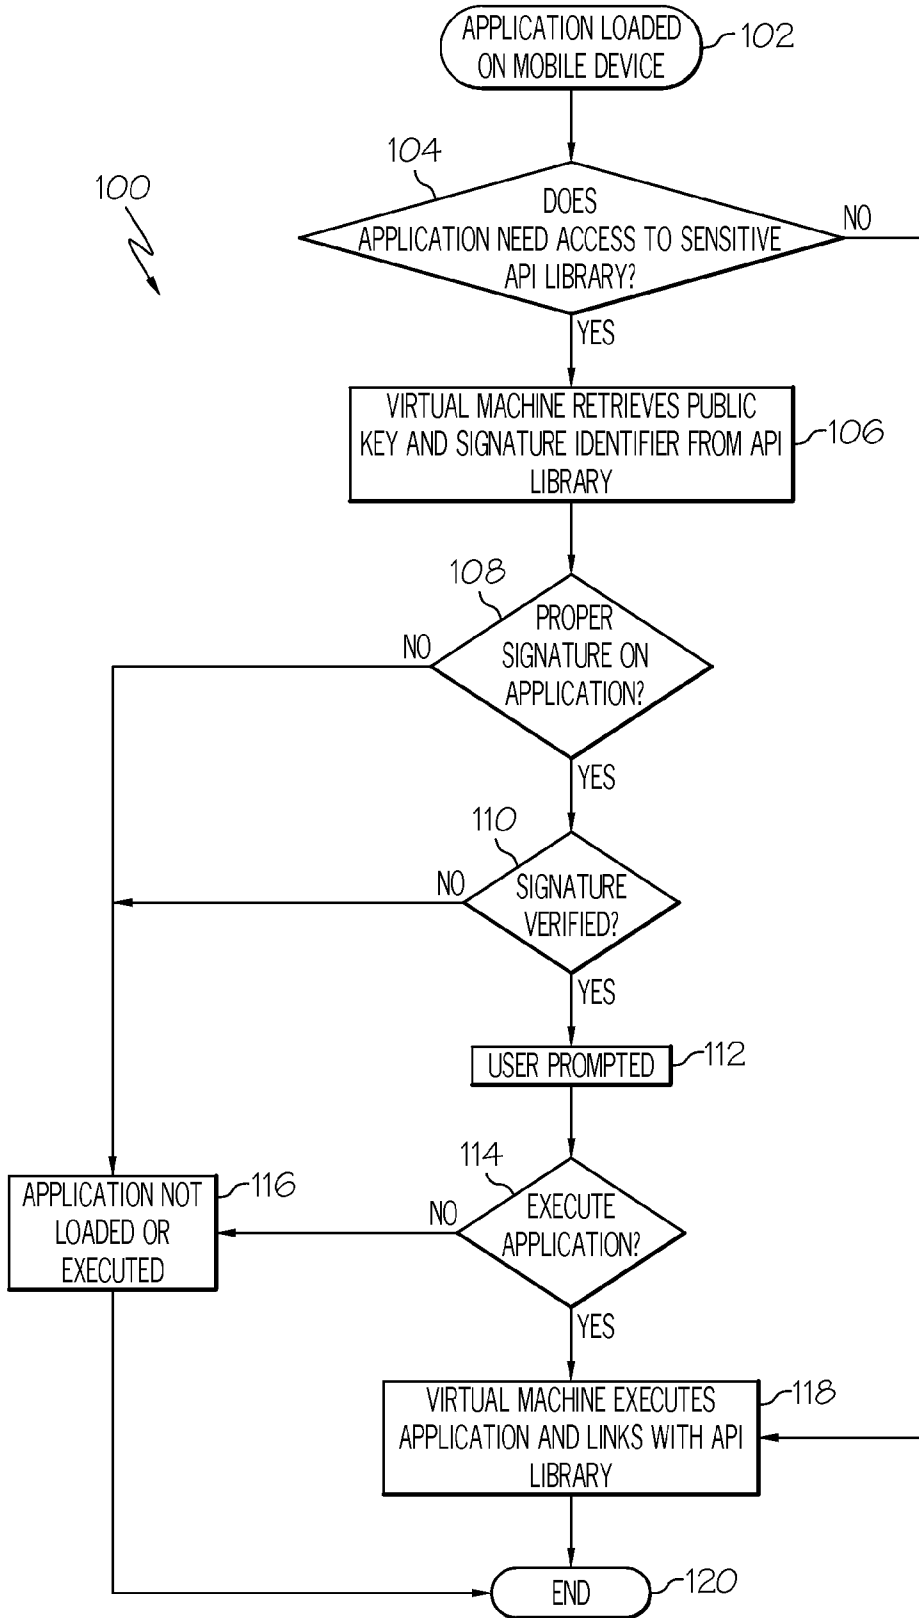 APPLICATION LOADED
ON MOBILE DEVICE
102
104
100
DOES
APPLICATION NEED ACCESS TO SENSITIVE
API LIBRARY?
NO
YES
VIRTUAL MACHINE RETRIEVES PUBLIC
KEY AND SIGNATURE IDENTIFIER FROM API
LIBRARY
106
108
PROPER
SIGNATURE ON
APPLICATION?
NO
YES
110
SIGNATURE
VERIFIED?
NO
YES
USER PROMPTED
112
114
EXECUTE
APPLICATION?
NO
YES
APPLICATION NOT
LOADED OR
EXECUTED
116
VIRTUAL MACHINE EXECUTES
APPLICATION AND LINKS WITH API
LIBRARY
118
END
120